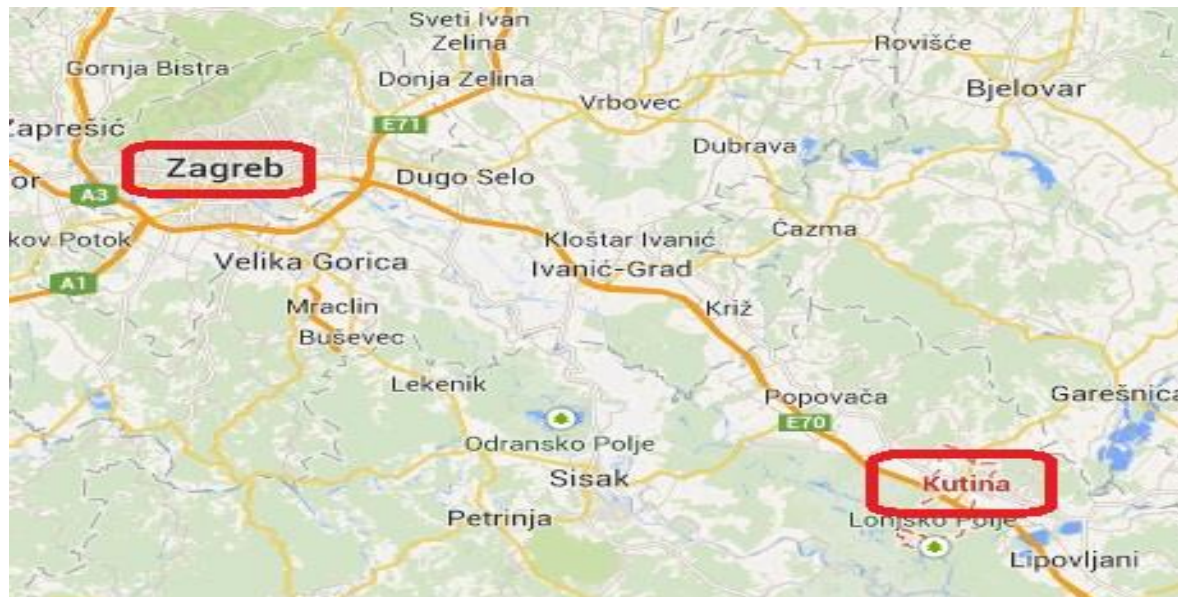 Sveti Ivan
Zelina
Rovišće
Gornja Bistra
Donja Zelina
Bjelovar
Vrbovec
Zaprešić
E71
Dubrava
Zagreb
Dugo Selo
or
A3
kov Potok
Kloštar Ivanić
Čazma
Velika Gorica
Ivanić-Grad
A1
Mraclin
Križ
Buševec
Lekenik
Popovača
Garešnica
E70
Odransko Polje
Sisak
Kutina
Petrinja
Lonjsko Polje
Lipovljani